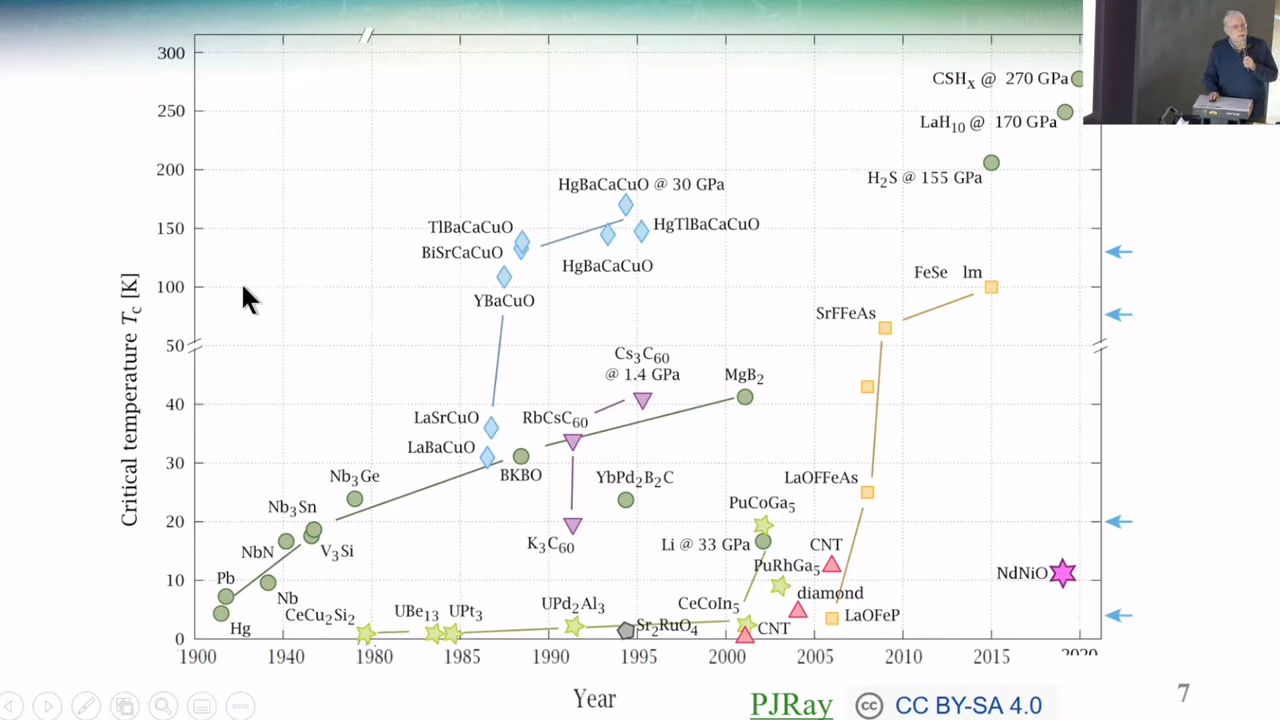 300
250
200
150
100
50
40
30
20
10
0
Critical temperature Tc [K]
CSHx @ 270 GPa
LaH10 @ 170 GPa
H2S @ 155 GPa
HgBaCaCuO @ 30 GPa
TlBaCaCuO
HgTlBaCaCuO
BiSrCaCuO
HgBaCaCuO
FeSe lm
YBaCuO
SrFFeAs
Cs3C60
@ 1.4 GPa
MgB2
LaSrCuO
RbCsC60
LaBaCuO
BKBO
YbPd2B2C
Nb3Ge
LaOFFeAs
Nb3Sn
PuCoGa5
NbN
V3Si
K3C60
Li @ 33 GPa
CNT
PuRhGa5
NdNiO
Pb
Nb
diamond
CeCu2Si2
UBe13
UPt3
UPd2Al3
CeCoIn5
LaOFeP
Hg
Sr2RuO4
CNT
1900 1940 1980 1985 1990 1995 2000 2005 2010 2015 2020
Year
PJRay
cc CC BY-SA 4.0
7